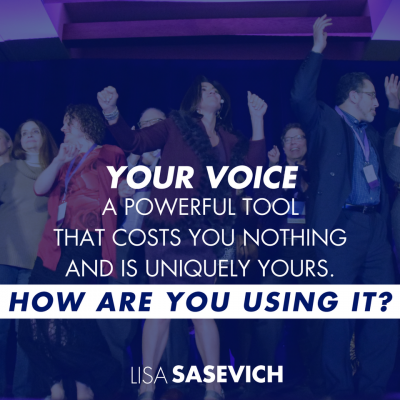 YOUR VOICE
A POWERFUL TOOL
THAT COSTS YOU NOTHING
AND IS UNIQUELY YOURS.
HOW ARE YOU USING IT?
LISA SASEVICH